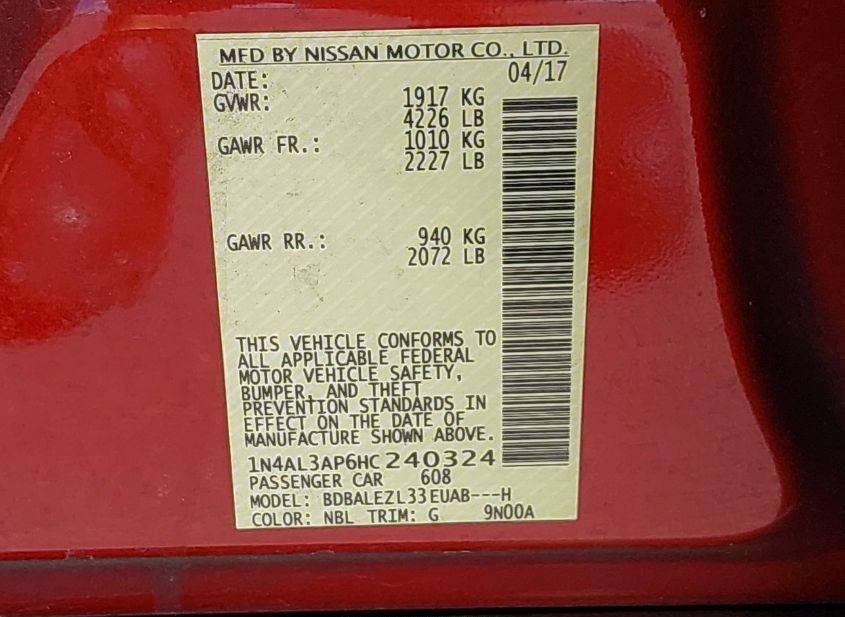 MFD BY NISSAN MOTOR CO., LTD.
DATE: 04/17
GVWR: 1917 KG
4226 LB
GAWR FR.: 1010 KG
2227 LB
GAWR RR.: 940 KG
2072 LB
THIS VEHICLE CONFORMS TO
ALL APPLICABLE FEDERAL
MOTOR VEHICLE SAFETY,
BUMPER, AND THEFT
PREVENTION STANDARDS IN
EFFECT ON THE DATE OF
MANUFACTURE SHOWN ABOVE.
1N4AL3AP6HC240324
PASSENGER CAR 608
MODEL: BDBALEZL33EUAB---H
COLOR: NBL TRIM: G 9N00A